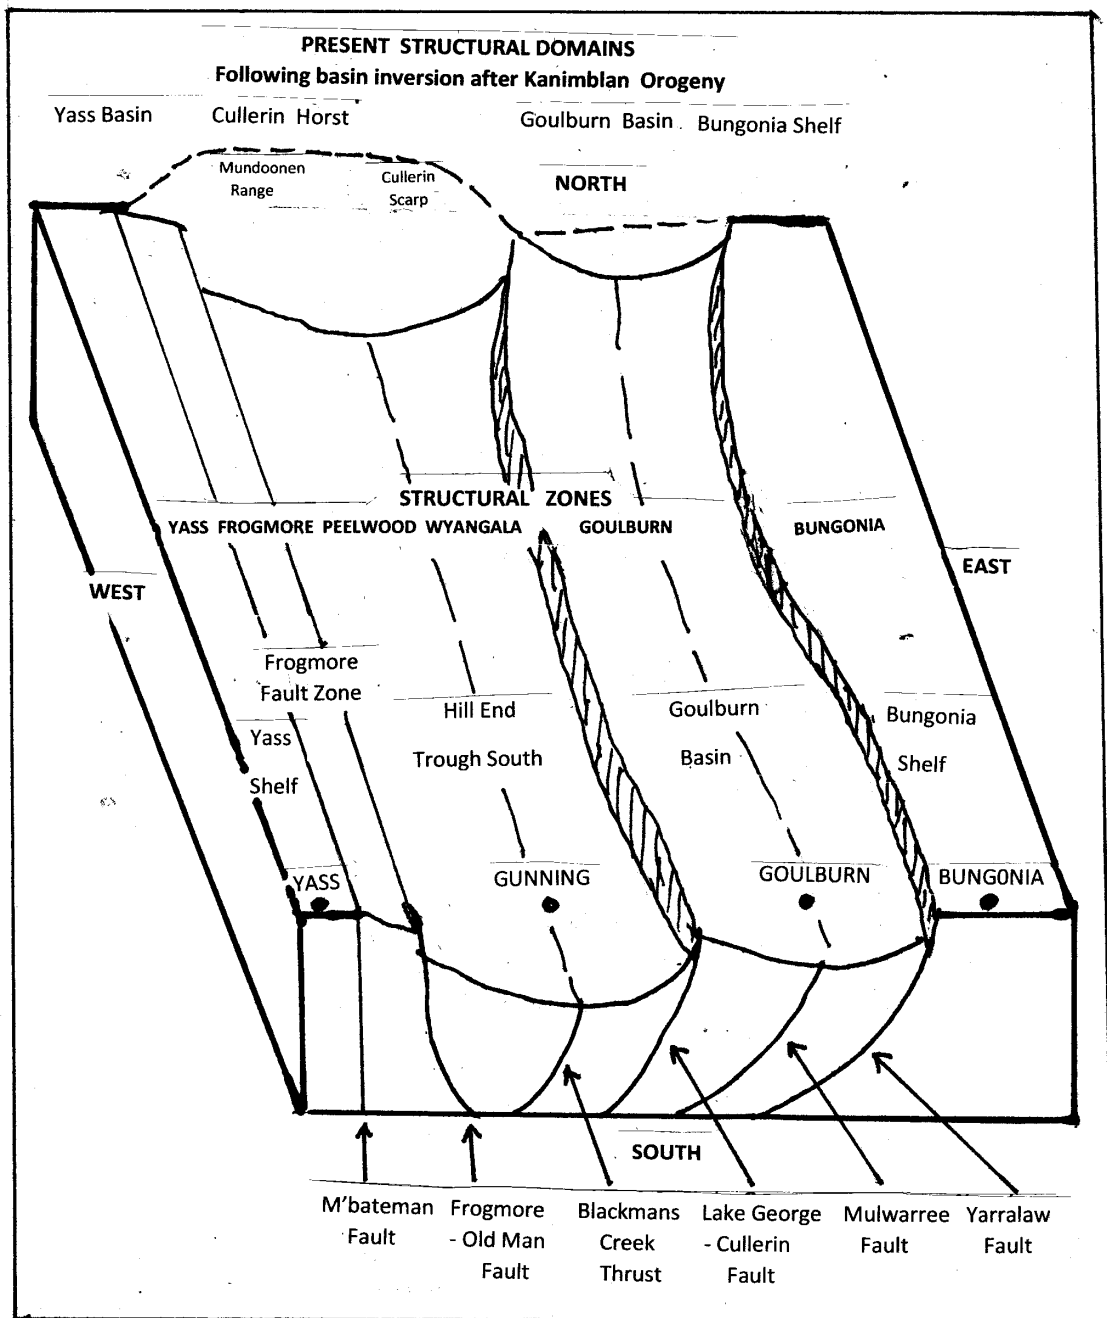 PRESENT STRUCTURAL DOMAINS
Following basin inversion after Kanimblan Orogeny
Yass Basin Cullerin Horst Goulburn Basin Bungonia Shelf
Mundoonen
Range
Cullerin
Scarp
NORTH
STRUCTURAL ZONES
YASS FROGMORE PEELWOOD WYANGALA GOULBURN BUNGONIA
WEST
EAST
Frogmore
Fault Zone
Yass
Shelf
Hill End
Trough South
Goulburn
Basin
Bungonia
Shelf
YASS GUNNING GOULBURN BUNGONIA
SOUTH
M'bateman
Fault
Frogmore
- Old Man
Fault
Blackmans
Creek
Thrust
Lake George
- Cullerin
Fault
Mulwarree
Fault
Yarralaw
Fault